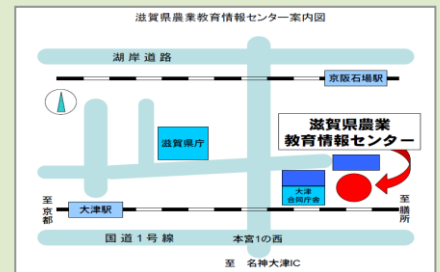 滋賀県農業教育情報センター案内図
湖岸道路
京阪石場駅
滋賀県庁
滋賀県農業
教育情報センター
大津
合同庁舎
至京都
大津駅
至膳所
国道1号線
本宮1の西
至 名神大津IC